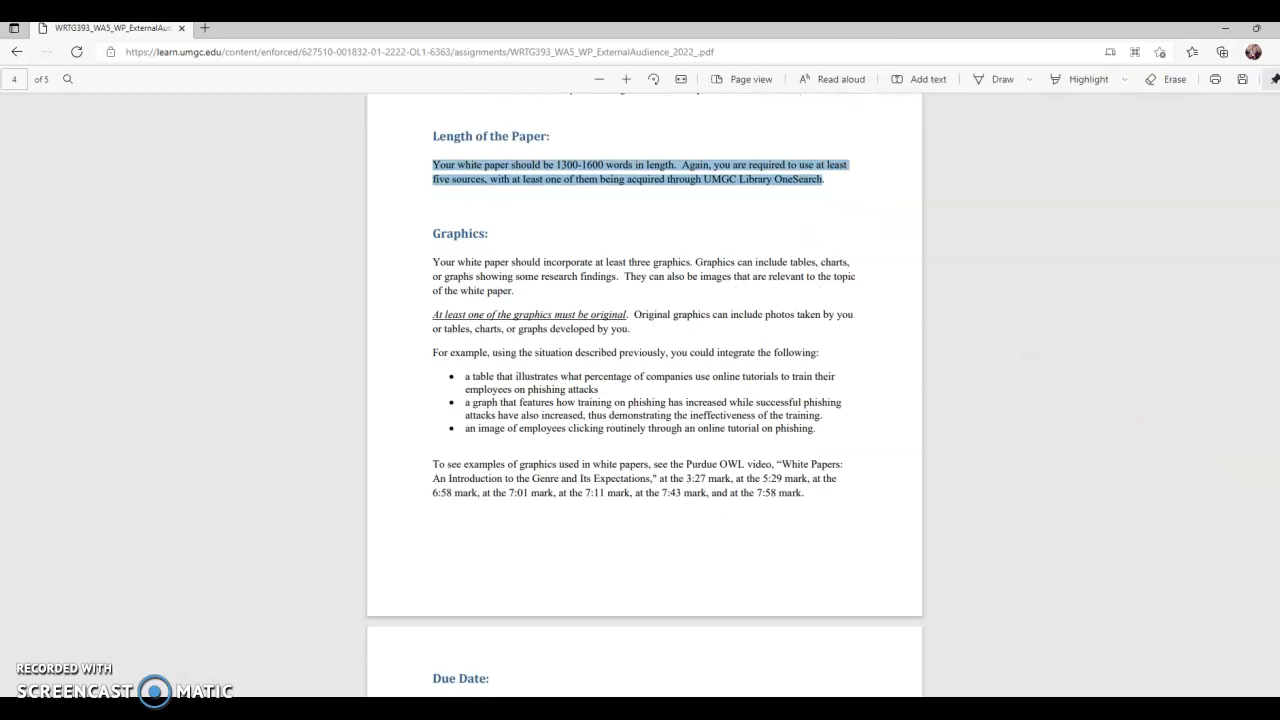 WRTG393_WA5_WP_ExternalAud
https://learn.umgc.edu/content/enforced/627510-001832-01-2222-OL1-6363/assignments/WRTG393_WA5_WP_ExternalAudience_2022_.pdf
4 of 5 Page view Read aloud Add text Draw Highlight Erase
Length of the Paper:
Your white paper should be 1300-1600 words in length. Again, you are required to use at least
five sources, with at least one of them being acquired through UMGC Library OneSearch.
Graphics:
Your white paper should incorporate at least three graphics. Graphics can include tables, charts,
or graphs showing some research findings. They can also be images that are relevant to the topic
of the white paper.
At least one of the graphics must be original. Original graphics can include photos taken by you
or tables, charts, or graphs developed by you.
For example, using the situation described previously, you could integrate the following:
• a table that illustrates what percentage of companies use online tutorials to train their
employees on phishing attacks
• a graph that features how training on phishing has increased while successful phishing
attacks have also increased, thus demonstrating the ineffectiveness of the training.
• an image of employees clicking routinely through an online tutorial on phishing.
To see examples of graphics used in white papers, see the Purdue OWL video, “White Papers:
An Introduction to the Genre and Its Expectations,” at the 3:27 mark, at the 5:29 mark, at the
6:58 mark, at the 7:01 mark, at the 7:11 mark, at the 7:43 mark, and at the 7:58 mark.
Due Date:
RECORDED WITH
SCREENCAST MATIC